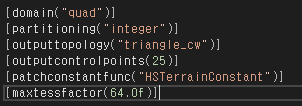 [domain("quad")]
[partitioning("integer")]
[outputtopology("triangle_cw")]
[outputcontrolpoints(25)]
[patchconstantfunc("HSTerrainConstant")]
[maxtessfactor(64.0f)]